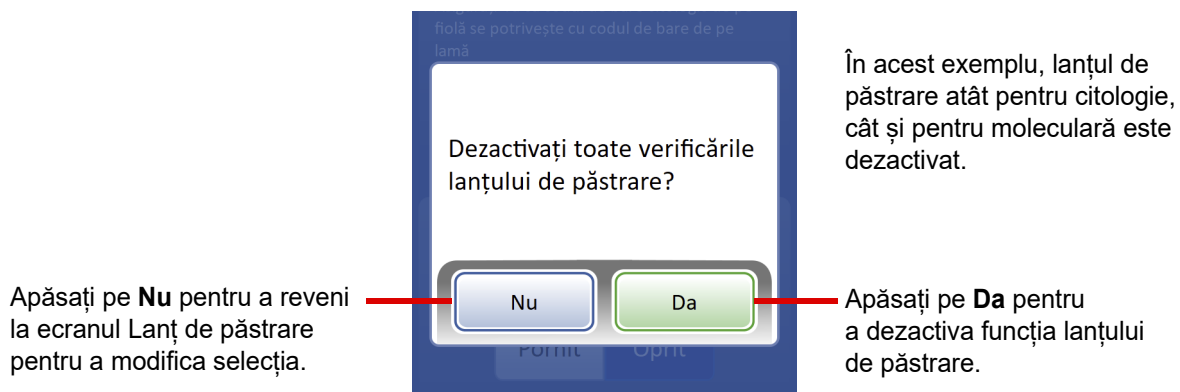 fiolă se potrivește cu codul de bare de pe
lamă
Dezactivați toate verificările
lanțului de păstrare?
Nu
Da
Pornit
Oprit
În acest exemplu, lanțul de
păstrare atât pentru citologie,
cât și pentru moleculară este
dezactivat.
Apăsați pe Nu pentru a reveni
la ecranul Lanț de păstrare
pentru a modifica selecția.
Apăsați pe Da pentru
a dezactiva funcția lanțului
de păstrare.